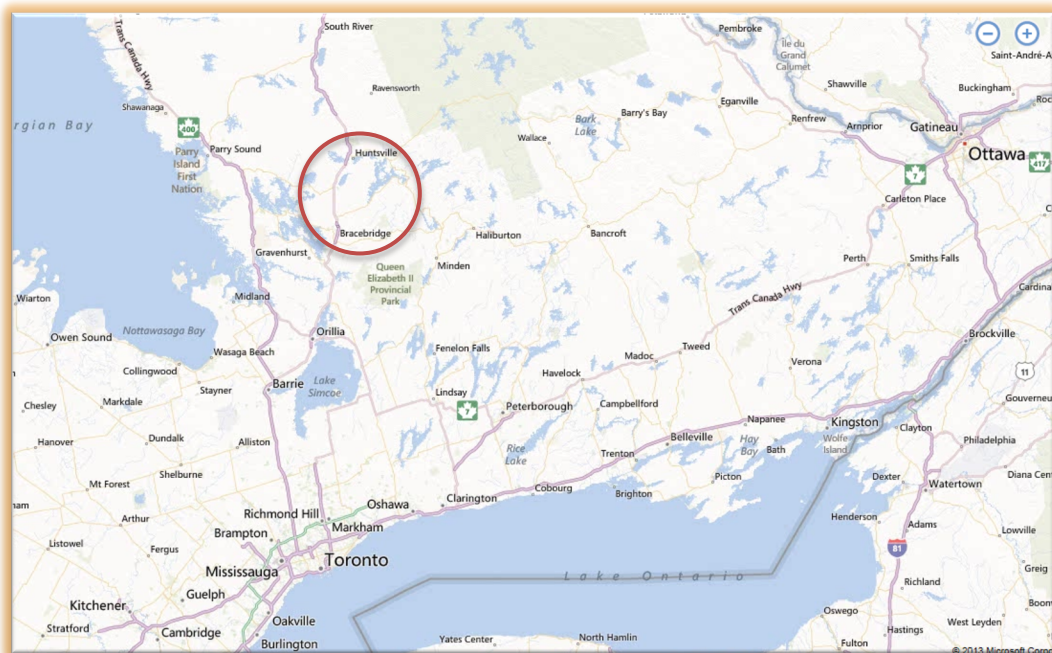 South River
Pembroke
Ile du
Grand
Calumet
Saint-André-A
Trans Canada Hwy
Ravensworth
Shawville
Buckingham
Shawanaga
Eganville
Roc
rgian Bay
400
Bark
Lake
Barry's Bay
Renfrew
Arnprior
Gatineau
Wallace
Parry
Island
First
Nation
Parry Sound
Huntsville
Ottawa
417
7
Carleton Place
Bracebridge
Haliburton
Bancroft
Gravenhurst
Minden
Perth
Smiths Falls
Queen
Elizabeth II
Provincial
Park
Wiarton
Midland
Trans Canada Hwy
Cardina
Nottawasaga Bay
Owen Sound
Orillia
Brockville
Wasaga Beach
Fenelon Falls
Madoc
Tweed
Verona
11
Collingwood
Barrie
Lake
Simcoe
Havelock
Stayner
Lindsay
Chesley
Markdale
7
Peterborough
Campbellford
Gouverneu
Napanee
Kingston
Clayton
Hanover
Dundalk
Alliston
Rice
Lake
Belleville
Hay
Bay
Bath
Wolfe
Island
Philadelphia
Trenton
Shelburne
Mt Forest
Picton
Dexter
Watertown
Diana Cen
Cobourg
Brighton
Clarington
Oshawa
ham
Arthur
Richmond Hill
Markham
Henderson
Adams
Brampton
Lowville
Listowel
Fergus
81
Toronto
Mississauga
Lake Ontario
Greig
Richland
Guelph
Kitchener
Boon
Oswego
West Leyden
Oakville
Stratford
Cambridge
Hastings
Burlington
Yates Center
North Hamlin
Fulton
© 2013 Microsoft Corpo